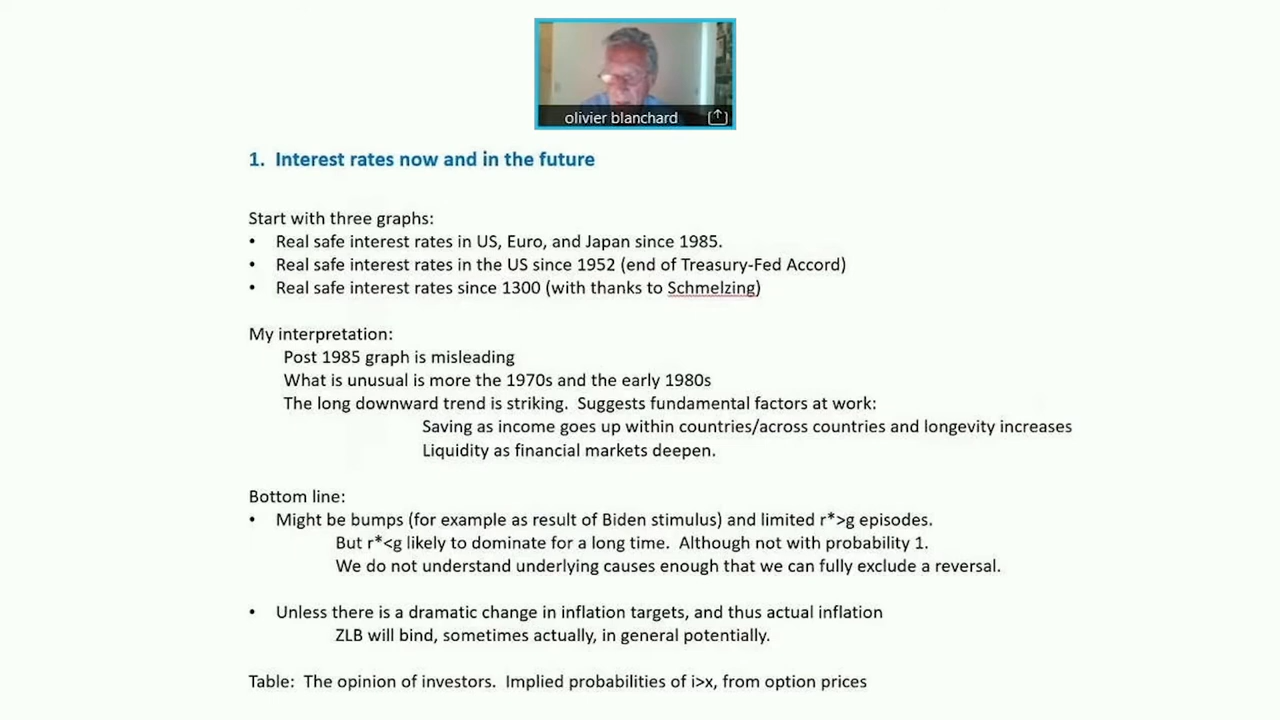 olivier blanchard
1. Interest rates now and in the future
Start with three graphs:
• Real safe interest rates in US, Euro, and Japan since 1985.
• Real safe interest rates in the US since 1952 (end of Treasury-Fed Accord)
• Real safe interest rates since 1300 (with thanks to Schmelzing)
My interpretation:
Post 1985 graph is misleading
What is unusual is more the 1970s and the early 1980s
The long downward trend is striking. Suggests fundamental factors at work:
Saving as income goes up within countries/across countries and longevity increases
Liquidity as financial markets deepen.
Bottom line:
• Might be bumps (for example as result of Biden stimulus) and limited r*>g episodes.
But r*<g likely to dominate for a long time. Although not with probability 1.
We do not understand underlying causes enough that we can fully exclude a reversal.
• Unless there is a dramatic change in inflation targets, and thus actual inflation
ZLB will bind, sometimes actually, in general potentially.
Table: The opinion of investors. Implied probabilities of i>x, from option prices